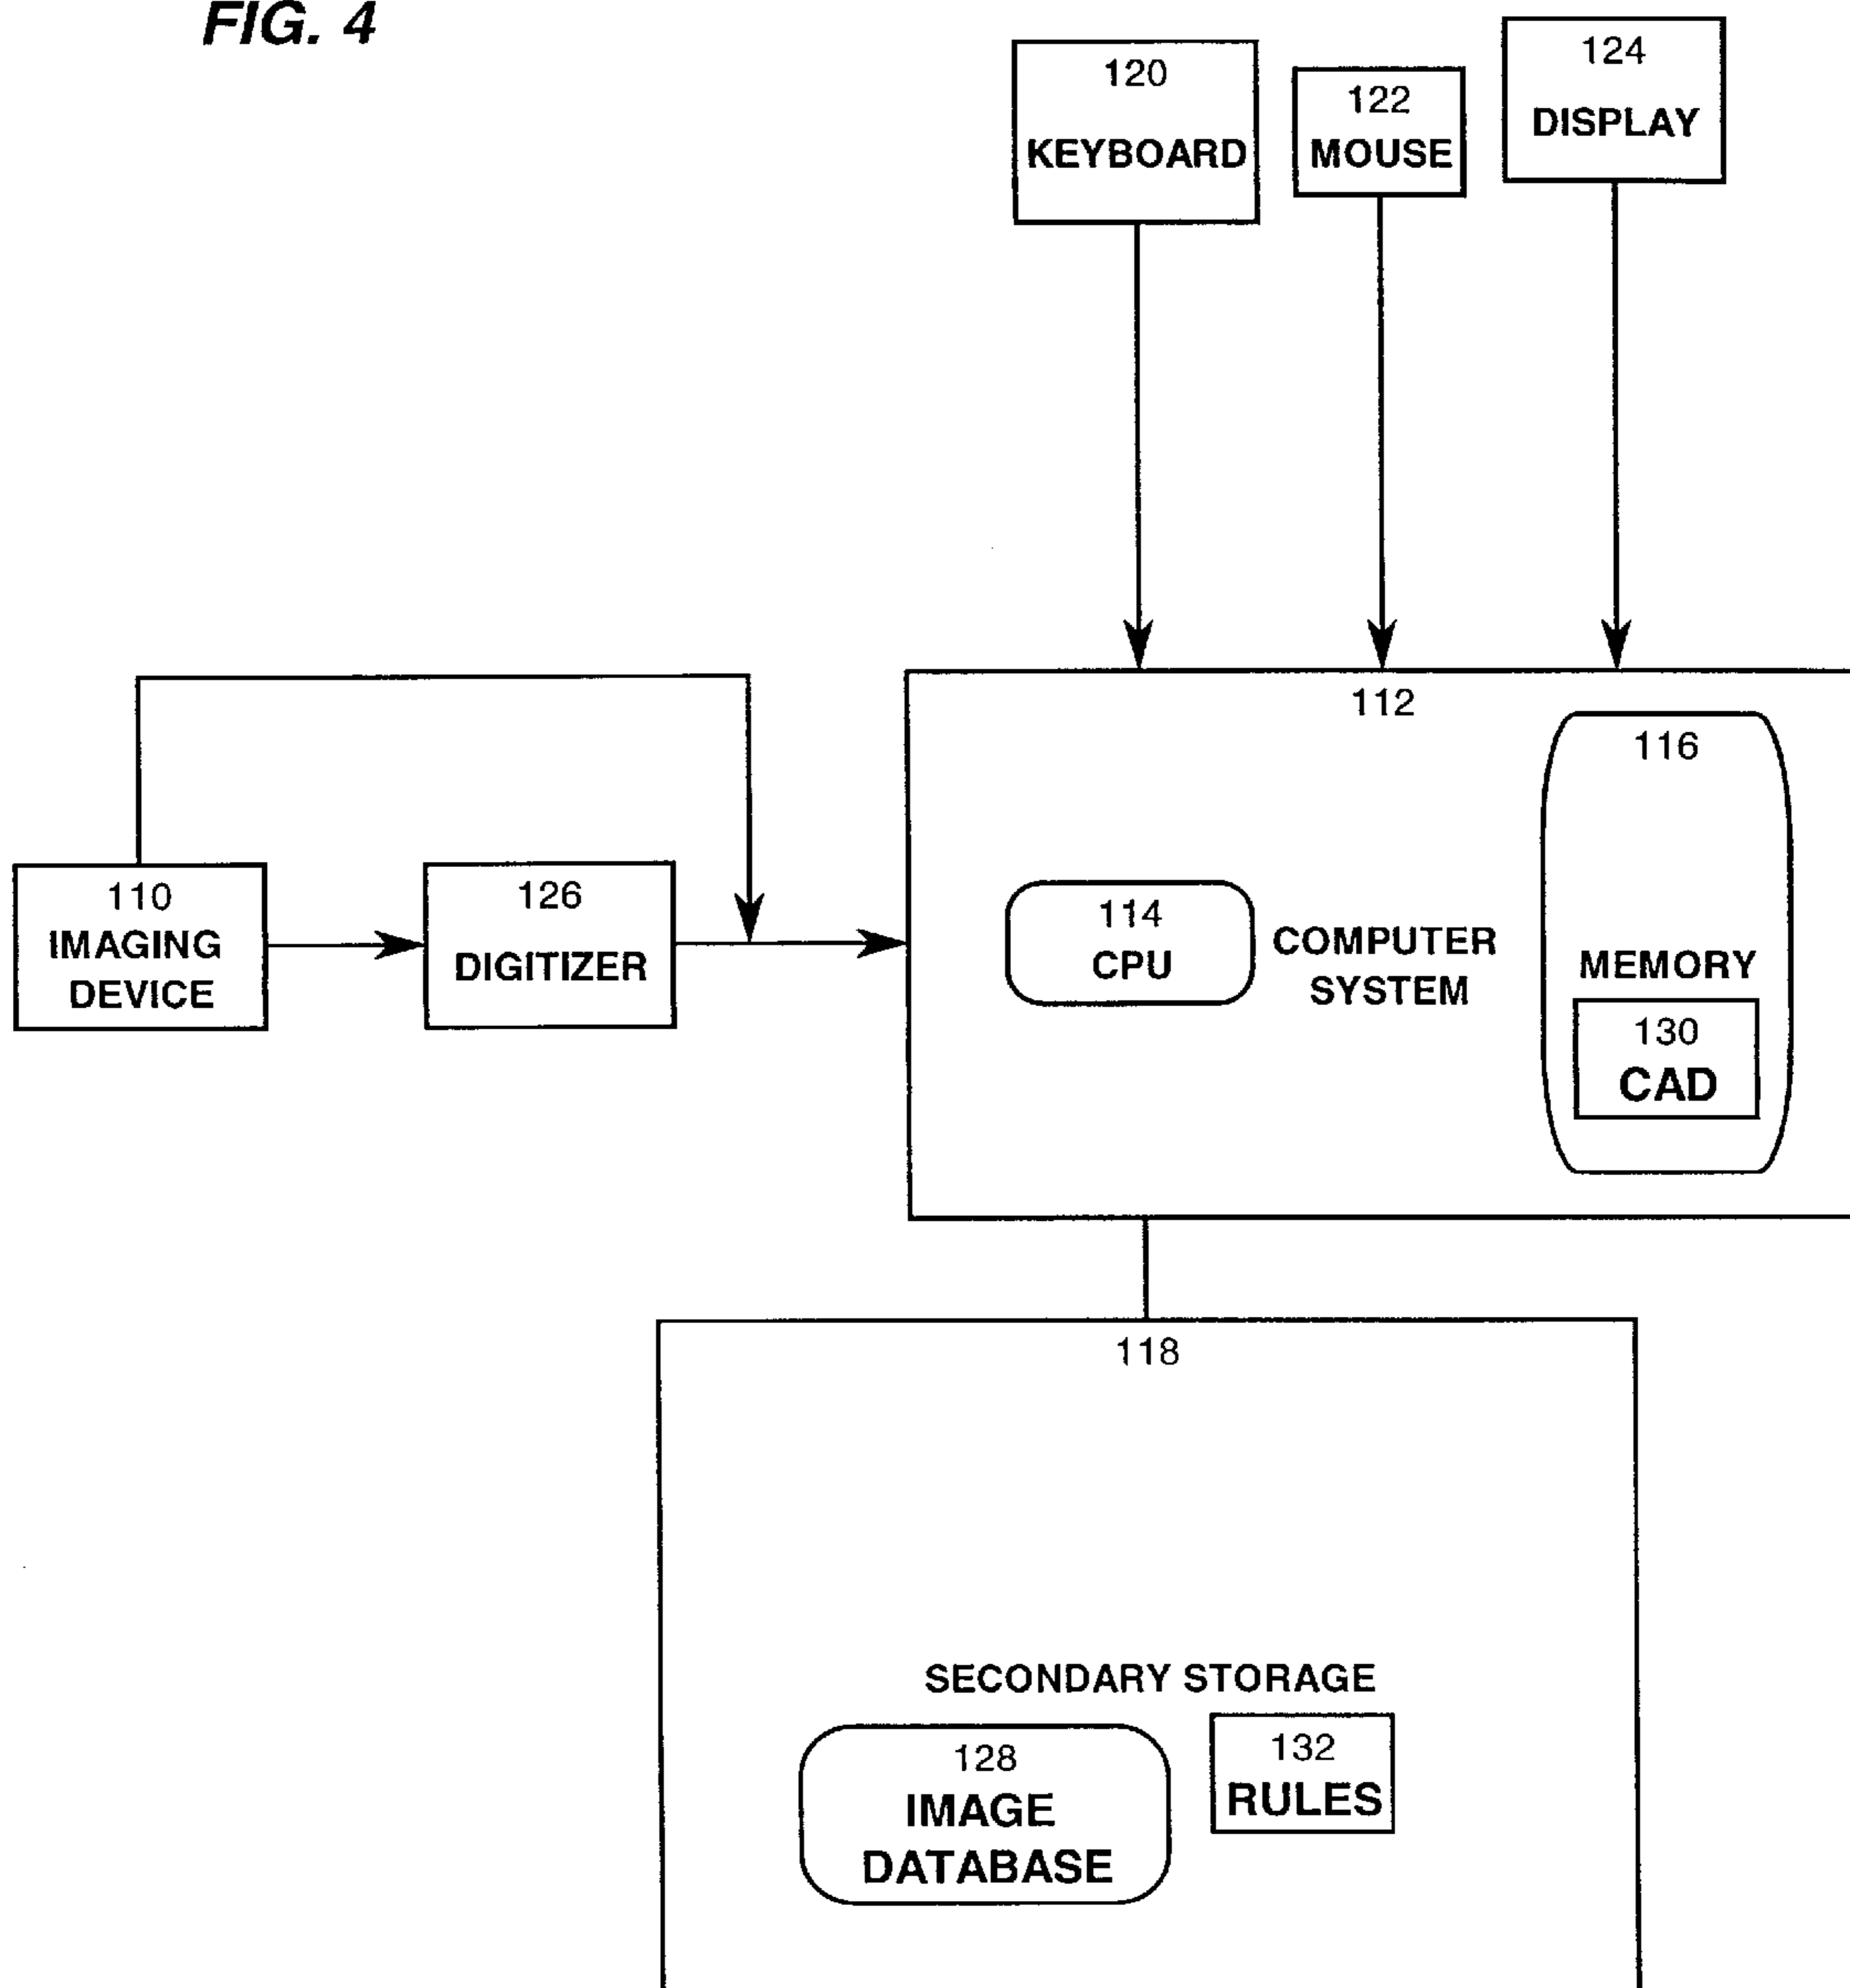 FIG. 4
120
KEYBOARD
122
MOUSE
124
DISPLAY
112
116
110
IMAGING
DEVICE
126
DIGITIZER
114
CPU
COMPUTER
SYSTEM
MEMORY
130
CAD
118
SECONDARY STORAGE
128
IMAGE
DATABASE
132
RULES